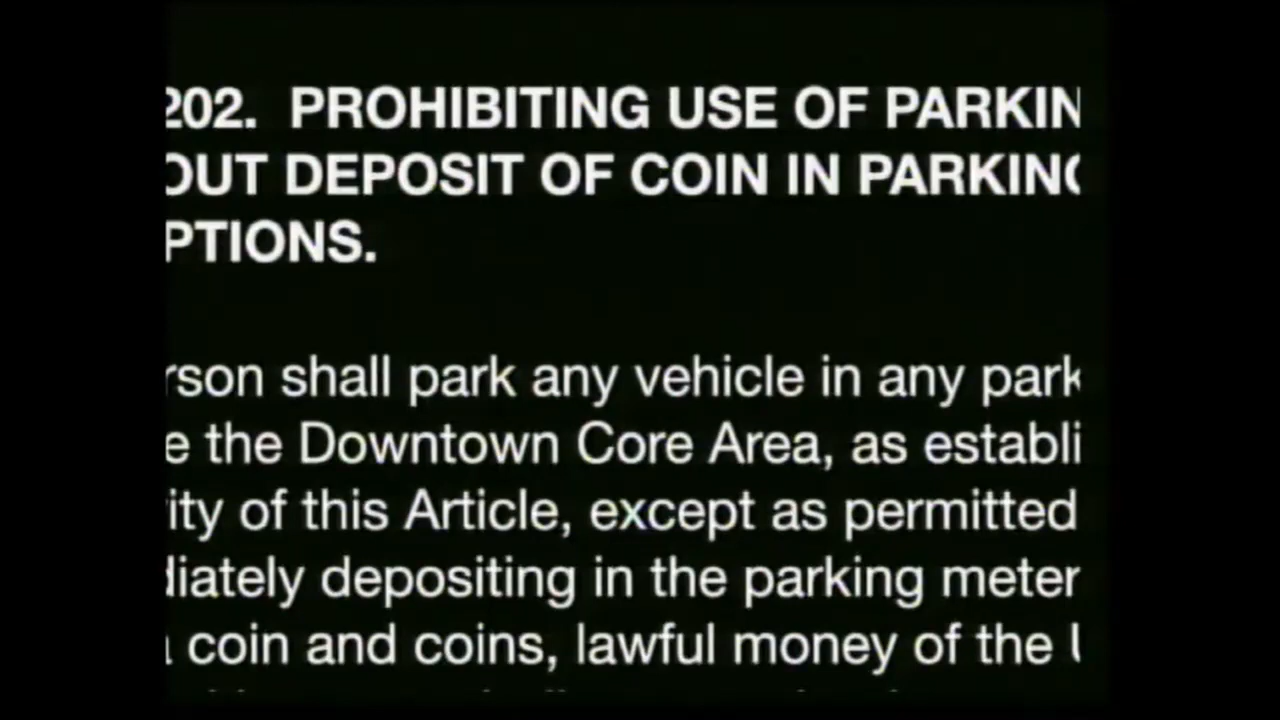 202. PROHIBITING USE OF PARKIN
OUT DEPOSIT OF COIN IN PARKING
PTIONS.
rson shall park any vehicle in any park
e the Downtown Core Area, as establi
ity of this Article, except as permitted
diately depositing in the parking meter
coin and coins, lawful money of the